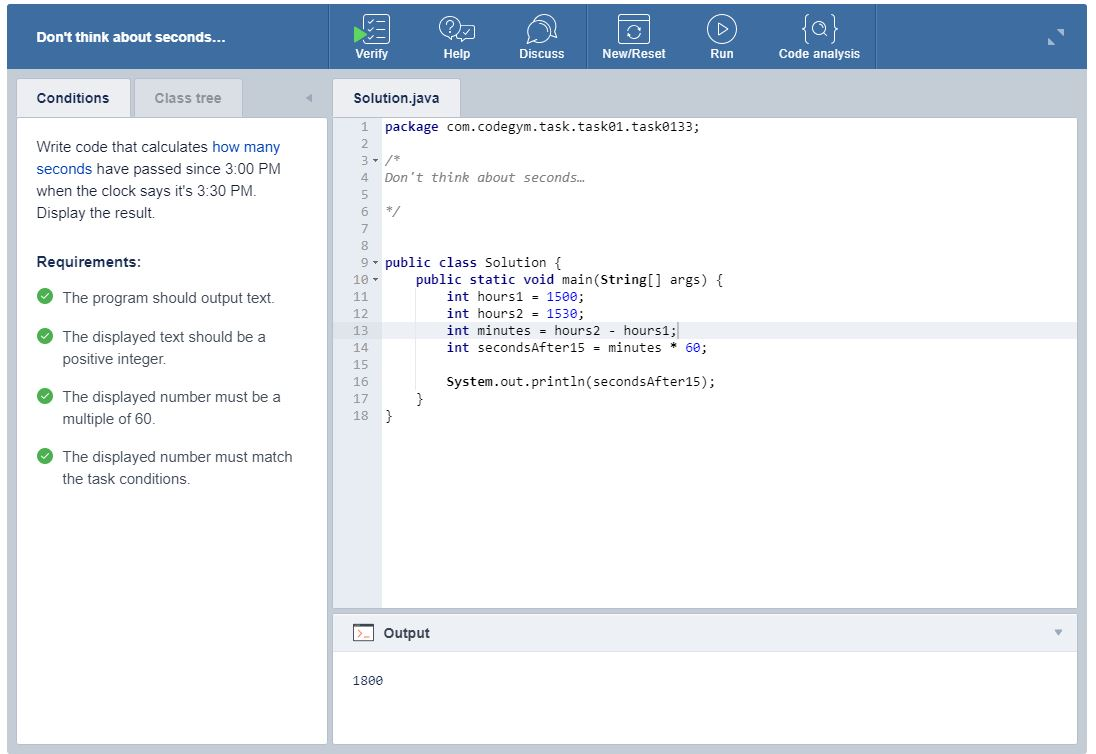 Don't think about seconds...
Verify
Help
Discuss
New/Reset
Run
Code analysis
Conditions
Class tree
Write code that calculates how many
seconds have passed since 3:00 PM
when the clock says it's 3:30 PM.
Display the result.
Requirements:
The program should output text.
The displayed text should be a
positive integer.
The displayed number must be a
multiple of 60.
The displayed number must match
the task conditions.
Solution.java
1 package com.codegym.task.task01.task0133;
2
3 /*
4 Don't think about seconds…
5
6 */
7
8
9 public class Solution {
10 public static void main(String[] args) {
11 int hours1 = 1500;
12 int hours2 = 1530;
13 int minutes = hours2 - hours1;
14 int secondsAfter15 = minutes * 60;
15
16 System.out.println(secondsAfter15);
17 }
18 }
Output
1800